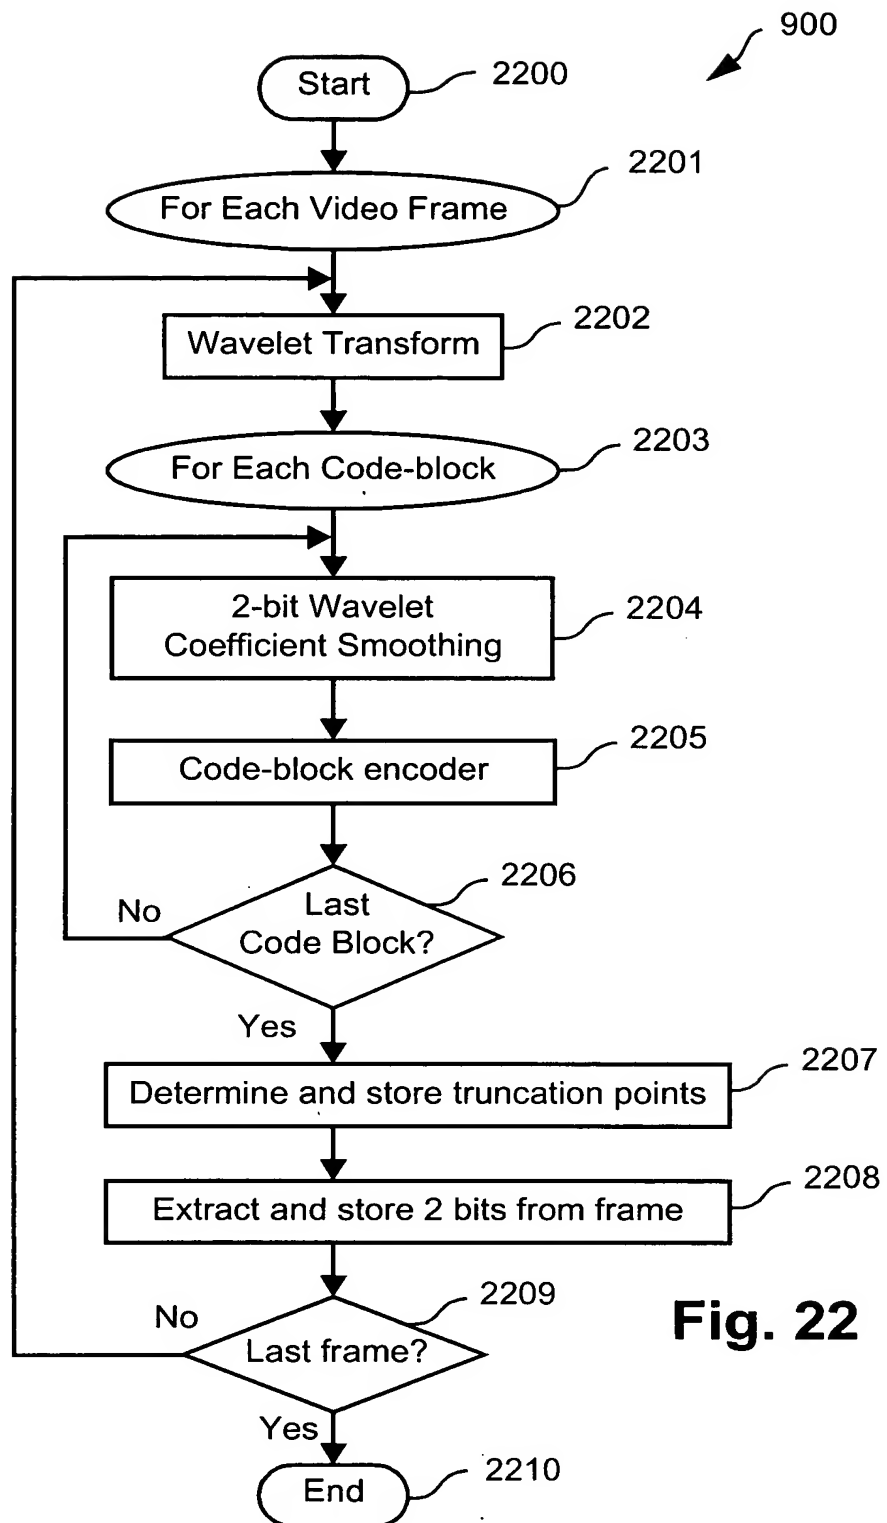 900
Start
2200
2201
For Each Video Frame
2202
Wavelet Transform
2203
For Each Code-block
2-bit Wavelet
Coefficient Smoothing
2204
2205
Code-block encoder
2206
Last
Code Block?
No
Yes
2207
Determine and store truncation points
2208
Extract and store 2 bits from frame
2209
No
Last frame?
Fig. 22
Yes
2210
End